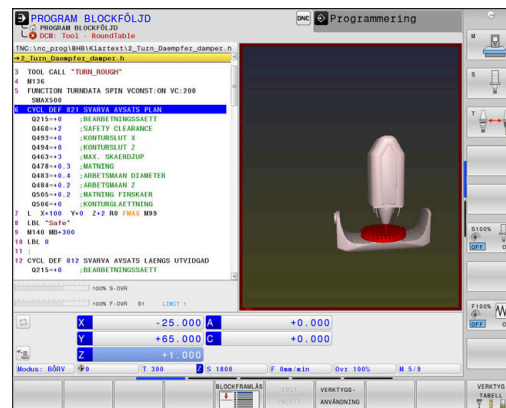 PROGRAM BLOCKFÖLJD
PROGRAM BLOCKFÖLJD
DCM: Tool - RoundTable
DNC
Programmering
TNC:\nc_prog\BHB\Klartext\2_Turn_Daempfer_damper.h
→2_Turn_Daempfer_damper.h
3 TOOL CALL "TURN_ROUGH"
4 M136
5 FUNCTION TURNDATA SPIN VCONST:ON VC:200
SMAX500
6 CYCL DEF 821 SVARVA AVSATS PLAN
Q215=+0 ;BEARBETNINGSSAETT
Q460=+2 ;SAFETY CLEARANCE
Q493=+0 ;KONTURSLUT X
Q494=+0 ;KONTURSLUT Z
Q463=+3 ;MAX. SKAERDJUP
Q478=+0.3 ;MATNING
Q483=+0.4 ;ARBETSMAAN DIAMETER
Q484=+0.2 ;ARBETSMAAN Z
Q505=+0.2 ;MATNING FINSKAER
Q506=+0 ;KONTURGLAETTNING
7 L X+100 Y+0 Z+2 R0 FMAX M99
8 LBL "Safe"
9 M140 MB+300
10 LBL 0
11 ;
12 CYCL DEF 812 SVARVA AVSATS LAENGS UTVIDGAD
Q215=+0 ;BEARBETNINGSSAETT
100% S-OVR
100% F-OVR S1 LIMIT 1
X -25.000 A +0.000
Y +65.000 C +0.000
Z +1.000
Modus: BÖRV 0 T 300 Z S 1800 F 0mm/min Ovr 100% M 5/9
M
S
T
S100%
OFF
F100%
OFF
BLOCKFRAMLÄS
VERKTYGS-
ANVÄNDNING
VERKTYG
TABELL